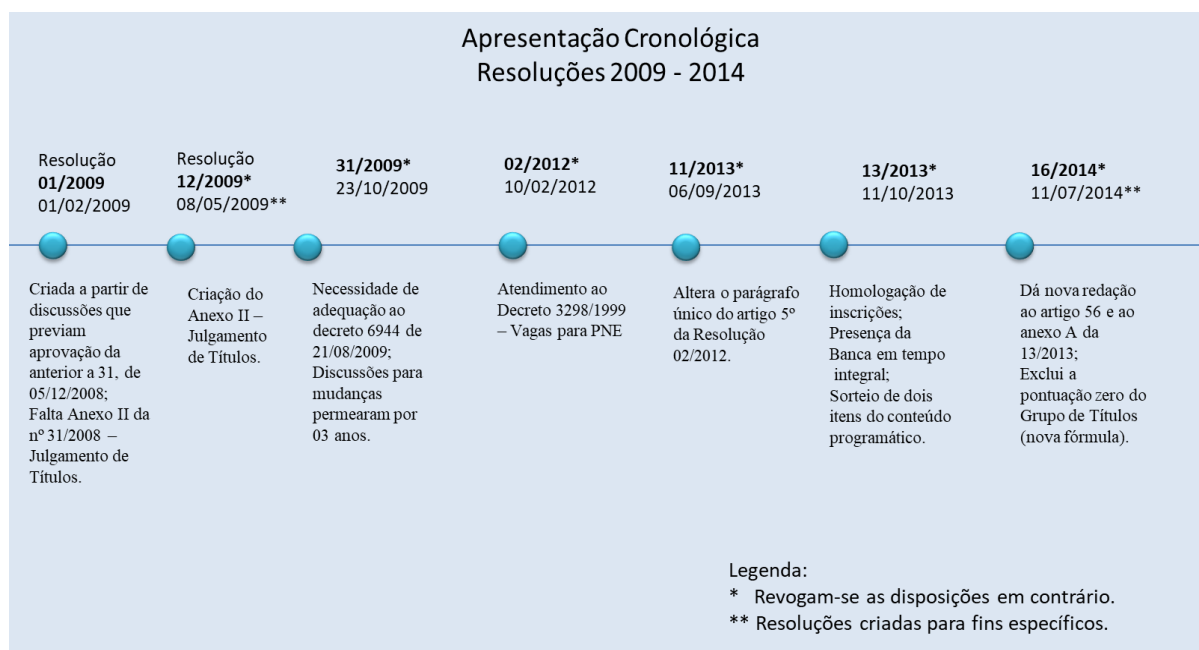 Apresentação Cronológica
Resoluções 2009 - 2014
Resolução
01/2009
01/02/2009
Resolução
12/2009*
08/05/2009**
31/2009*
23/10/2009
02/2012*
10/02/2012
11/2013*
06/09/2013
13/2013*
11/10/2013
16/2014*
11/07/2014**
Criada a partir de
discussões que
previam
aprovação da
anterior a 31, de
05/12/2008;
Falta Anexo II da
nº 31/2008 –
Julgamento de
Títulos.
Criação do
Anexo II –
Julgamento
de Títulos.
Necessidade de
adequação ao
decreto 6944 de
21/08/2009;
Discussões para
mudanças
permearam por
03 anos.
Atendimento ao
Decreto 3298/1999
– Vagas para PNE
Altera o parágrafo
único do artigo 5º
da Resolução
02/2012.
Homologação de
inscrições;
Presença da
Banca em tempo
integral;
Sorteio de dois
itens do conteúdo
programático.
Dá nova redação
ao artigo 56 e ao
anexo A da
13/2013;
Exclui a
pontuação zero do
Grupo de Títulos
(nova fórmula).
Legenda:
* Revogam-se as disposições em contrário.
** Resoluções criadas para fins específicos.